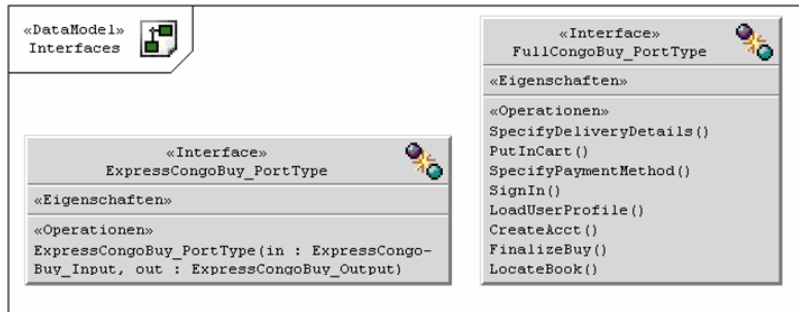 «DataModel»
Interfaces
«Interface»
ExpressCongoBuy_PortType
«Eigenschaften»
«Operationen»
ExpressCongoBuy_PortType(in : ExpressCongo-
Buy_Input, out : ExpressCongoBuy_Output)
«Interface»
FullCongoBuy_PortType
«Eigenschaften»
«Operationen»
SpecifyDeliveryDetails()
PutInCart()
SpecifyPaymentMethod()
SignIn()
LoadUserProfile()
CreateAcct()
FinalizeBuy()
LocateBook()